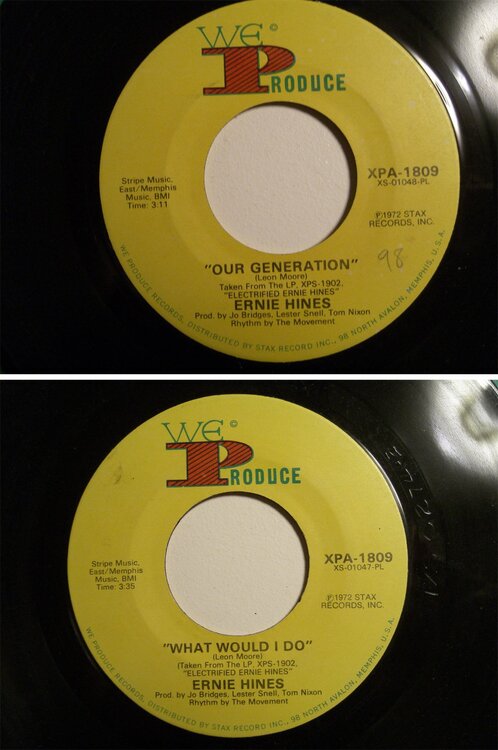 WE©
PRODUCE
XPA-1809
XS-01048-PL
Stripe Music,
East/Memphis
Music, BMI
Time: 3:11
℗1972 STAX
RECORDS, INC.
98
"OUR GENERATION"
(Leon Moore)
Taken From The LP, XPS-1902,
"ELECTRIFIED ERNIE HINES"
ERNIE HINES
Prod. by Jo Bridges, Lester Snell, Tom Nixon
Rhythm by The Movement
WE PRODUCE RECORDS, DISTRIBUTED BY STAX RECORD INC., 98 NORTH AVALON, MEMPHIS, U.S.A.
WE©
PRODUCE
XPA-1809
XS-01047-PL
Stripe Music,
East/Memphis
Music, BMI
Time: 3:35
℗1972 STAX
RECORDS, INC.
"WHAT WOULD I DO"
(Leon Moore)
(Taken From The LP, XPS-1902,
"ELECTRIFIED ERNIE HINES"
ERNIE HINES
Prod. by Jo Bridges, Lester Snell, Tom Nixon
Rhythm by The Movement
WE PRODUCE RECORDS, DISTRIBUTED BY STAX RECORD INC., 98 NORTH AVALON, MEMPHIS, U.S.A.